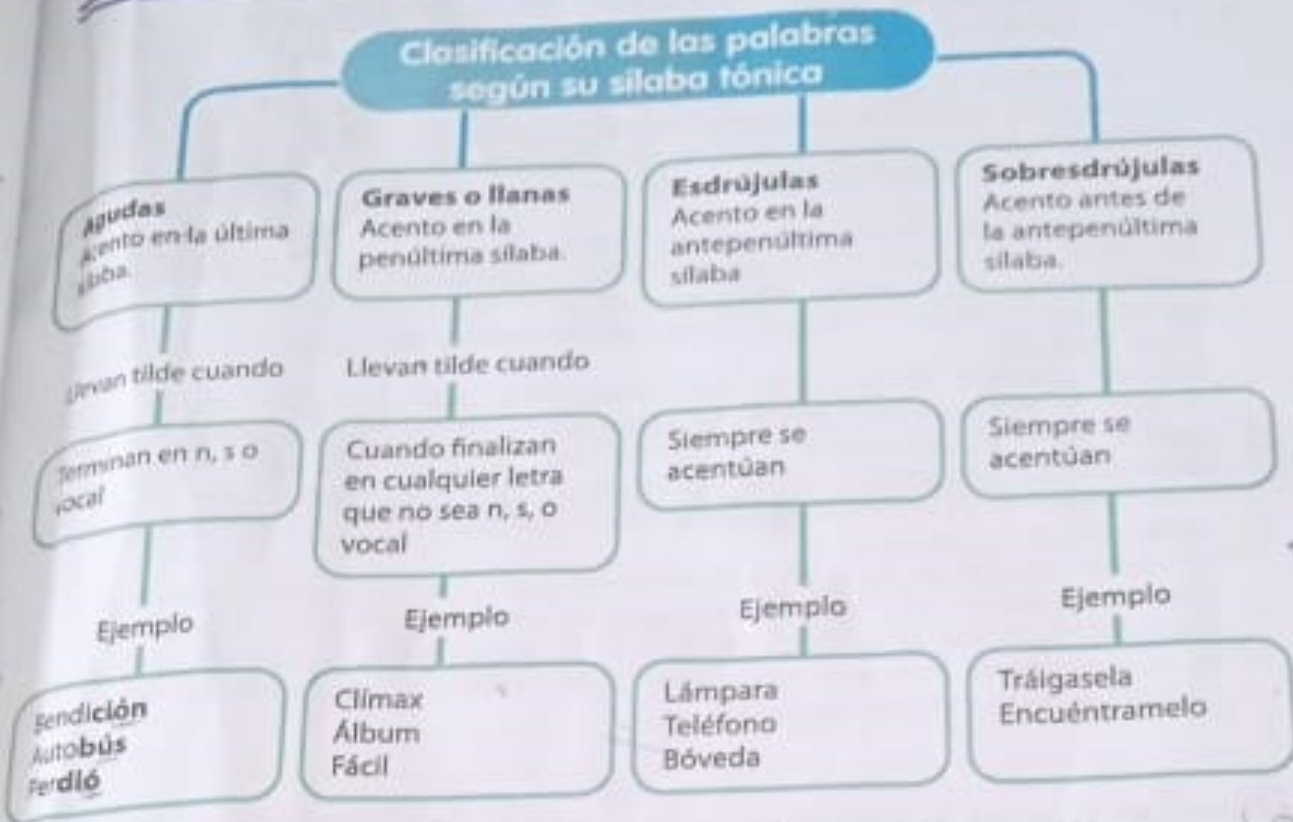 Clasificación de las palabras
según su sílaba tónica
Agudas
Acento en la última
sílaba.
Llevan tilde cuando
Terminan en n, s o
vocal
Ejemplo
Bendición
Autobús
Perdió
Graves o llanas
Acento en la
penúltima sílaba.
Llevan tilde cuando
Cuando finalizan
en cualquier letra
que no sea n, s, o
vocal
Ejemplo
Clímax
Álbum
Fácil
Esdrújulas
Acento en la
antepenúltima
sílaba
Siempre se
acentúan
Ejemplo
Lámpara
Teléfono
Bóveda
Sobresdrújulas
Acento antes de
la antepenúltima
sílaba.
Siempre se
acentúan
Ejemplo
Tráigasela
Encuéntramelo